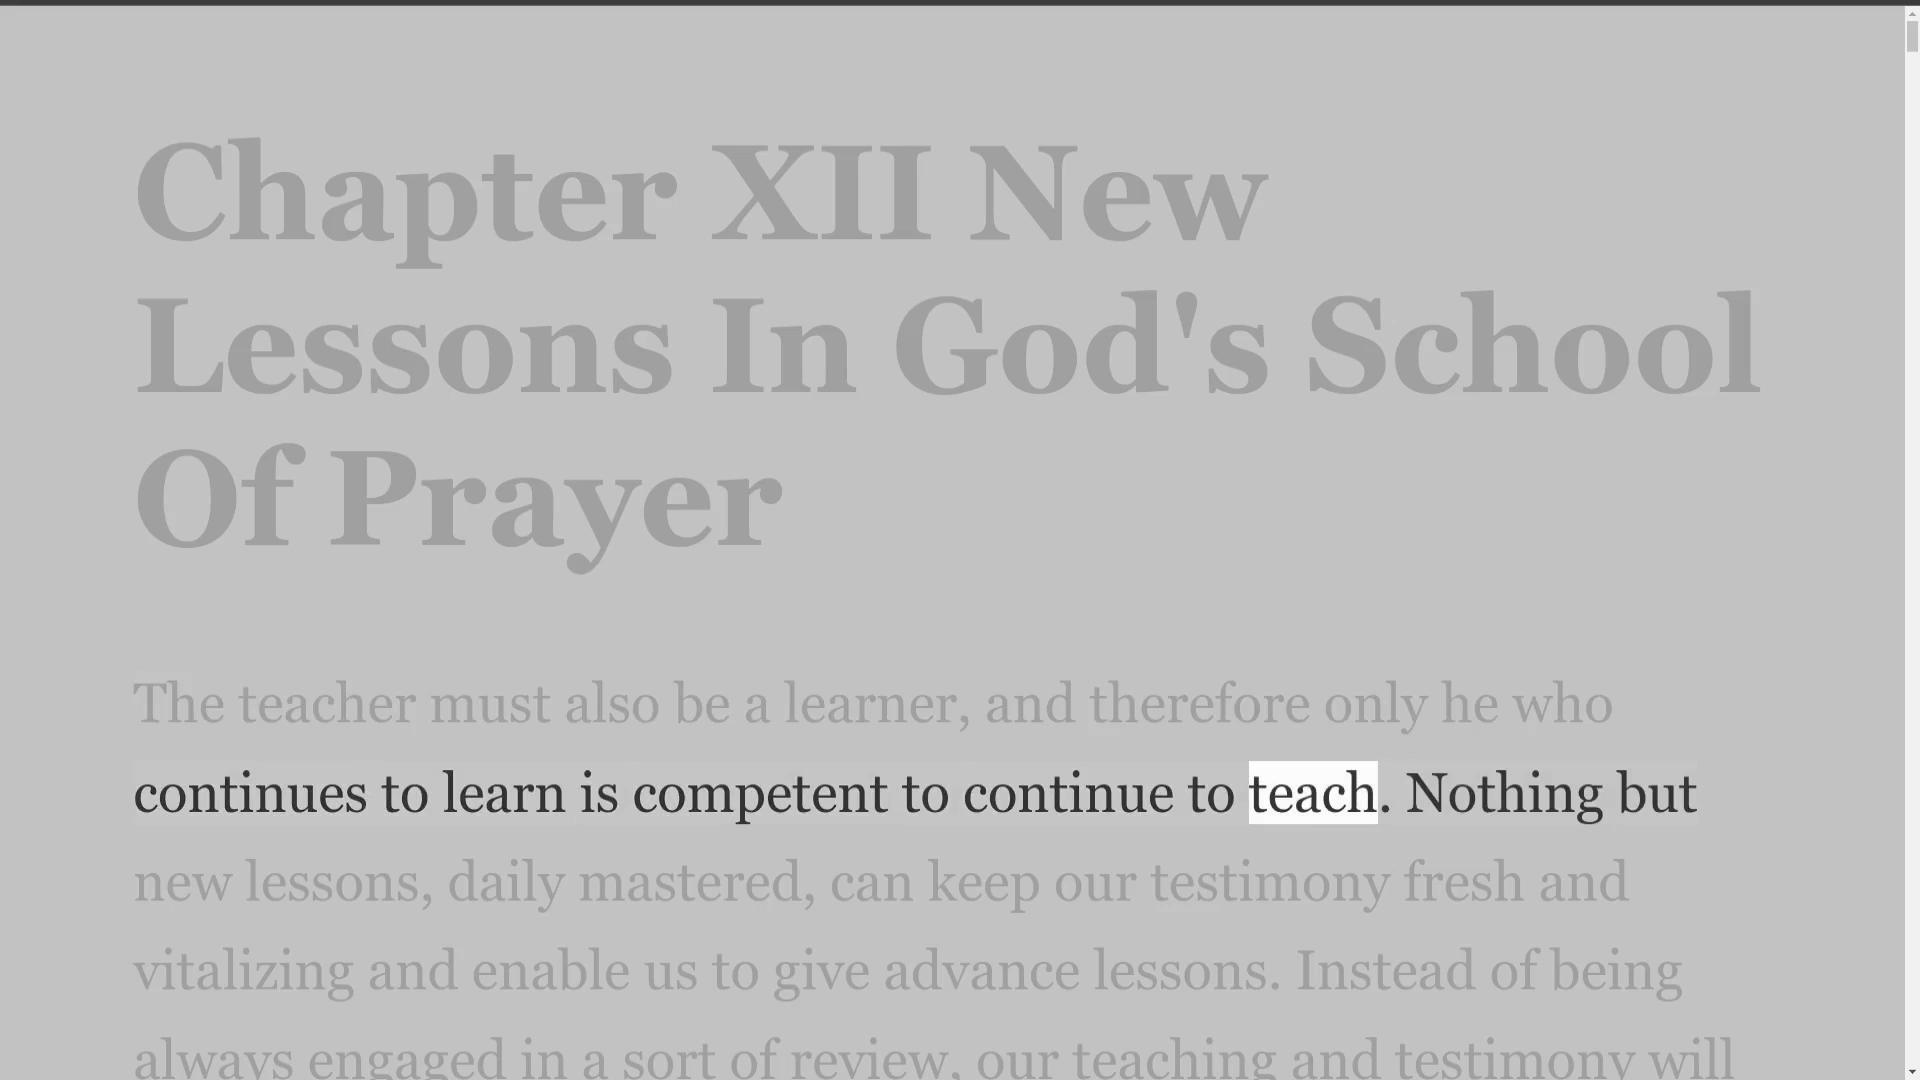 Chapter XII New
Lessons In God's School
Of Prayer
The teacher must also be a learner, and therefore only he who
continues to learn is competent to continue to teach. Nothing but
new lessons, daily mastered, can keep our testimony fresh and
vitalizing and enable us to give advance lessons. Instead of being
always engaged in a sort of review, our teaching and testimony will